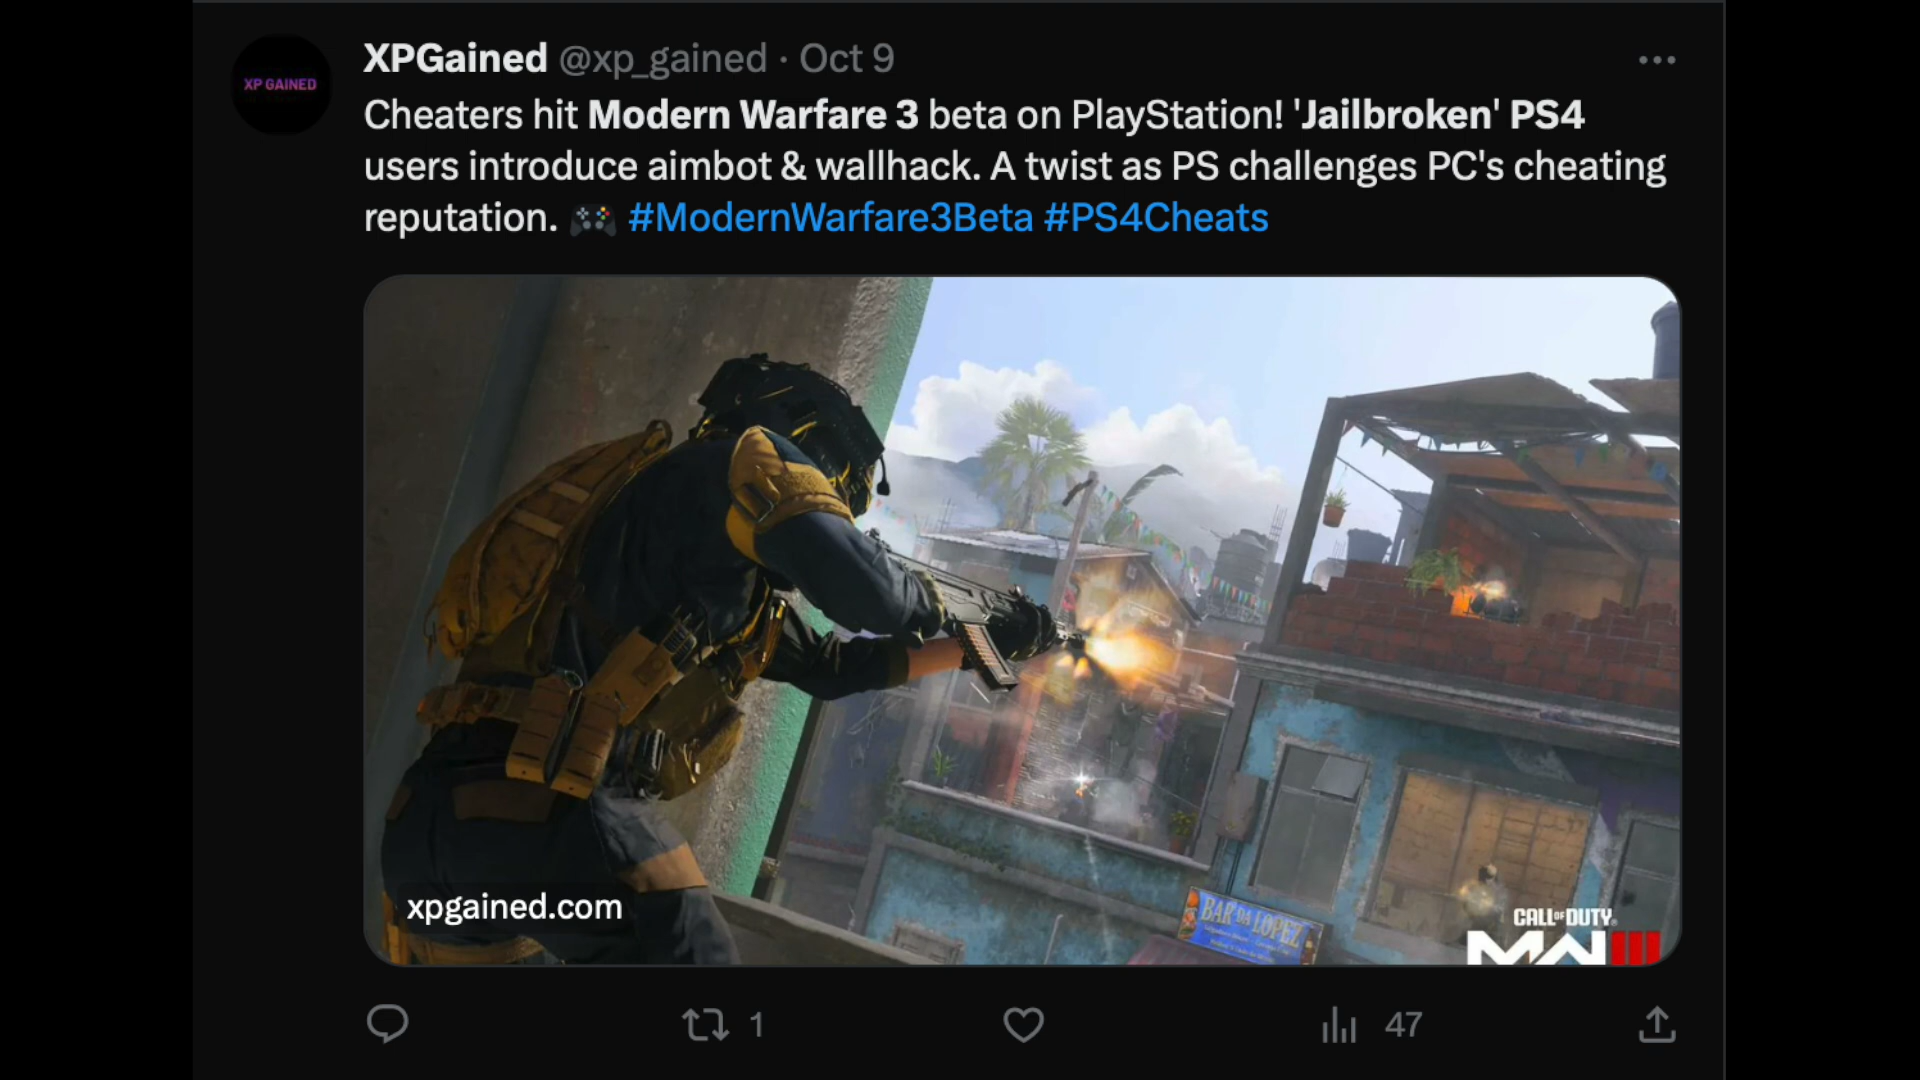 XP GAINED
XPGained @xp_gained · Oct 9
Cheaters hit Modern Warfare 3 beta on PlayStation! 'Jailbroken' PS4
users introduce aimbot & wallhack. A twist as PS challenges PC's cheating
reputation. 🎮 #ModernWarfare3Beta #PS4Cheats
BAR DA LOPEZ
xpgained.com
CALL OF DUTY®
MWIII
1
47